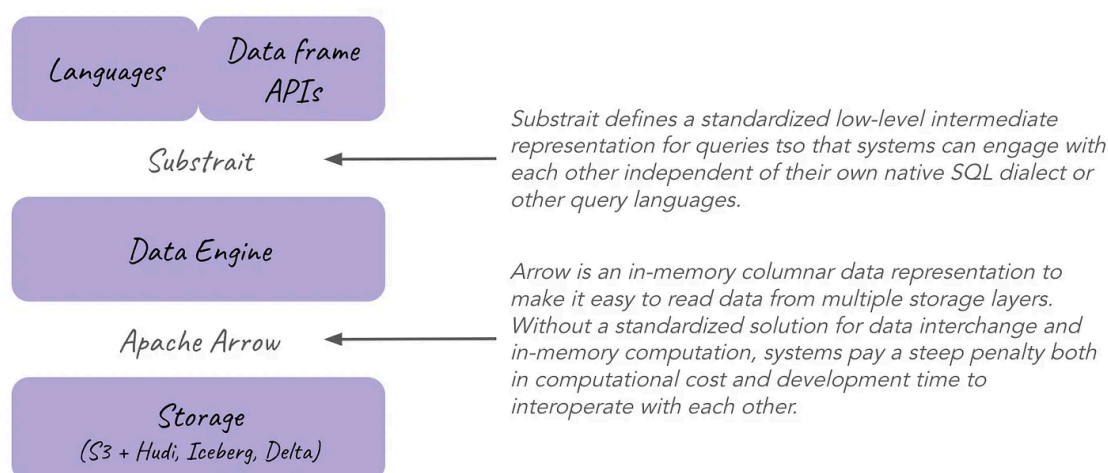 Languages
Data frame
APIs
Substrait
Substrait defines a standardized low-level intermediate
representation for queries tso that systems can engage with
each other independent of their own native SQL dialect or
other query languages.
Data Engine
Apache Arrow
Arrow is an in-memory columnar data representation to
make it easy to read data from multiple storage layers.
Without a standardized solution for data interchange and
in-memory computation, systems pay a steep penalty both
in computational cost and development time to
interoperate with each other.
Storage
(S3 + Hudi, Iceberg, Delta)